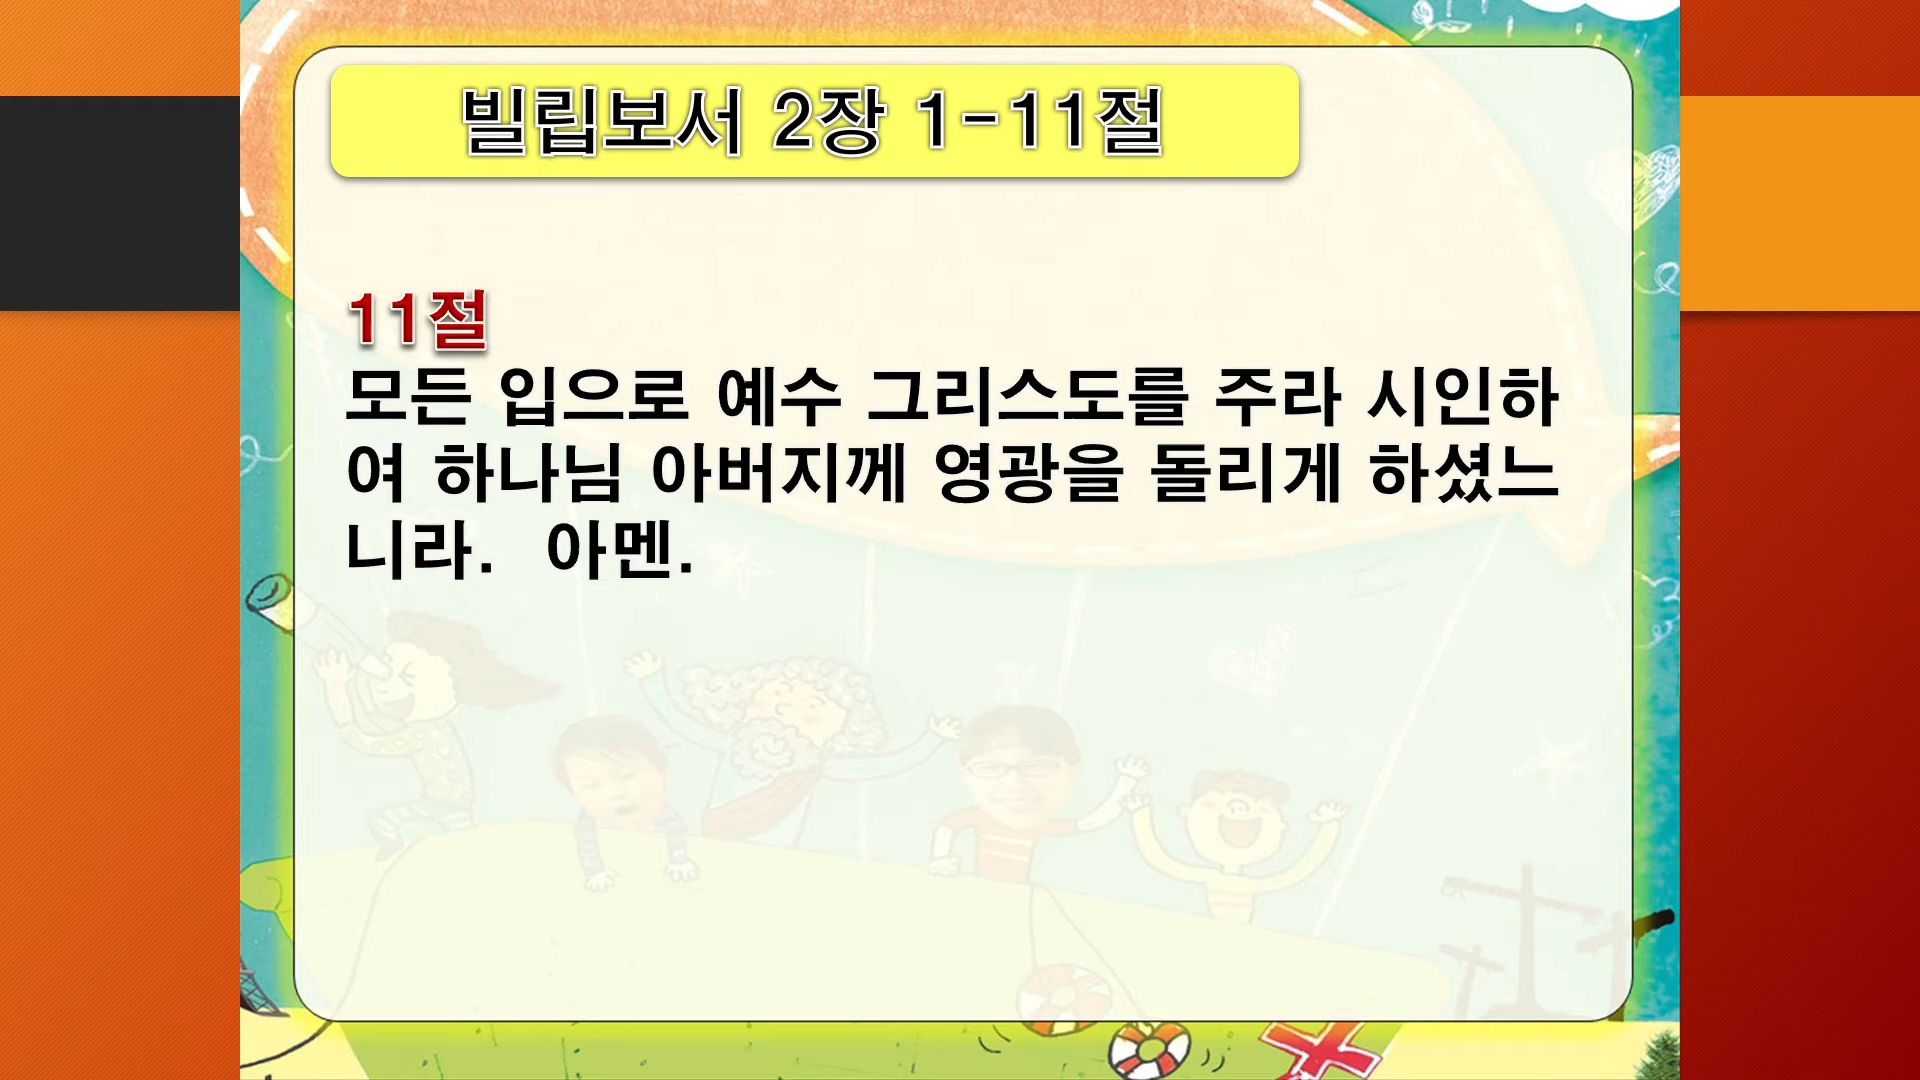 빌립보서 2장 1-11절
11절
모든 입으로 예수 그리스도를 주라 시인하
여 하나님 아버지께 영광을 돌리게 하셨느
니라.  아멘.